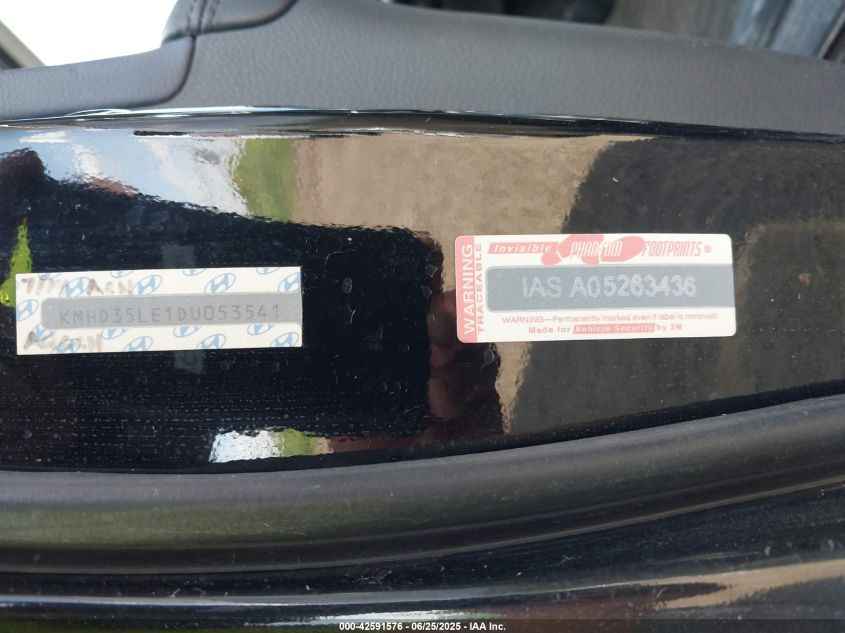 KMHD35LE1DU053541
WARNING
TRACEABLE
Invisible PHANTOM FOOTPRINTS®
IAS A05263436
WARNING—Permanently marked even if label is removed!
Made for Vehicle Security by 3M
000-42591576 - 06/25/2025 - IAA Inc.